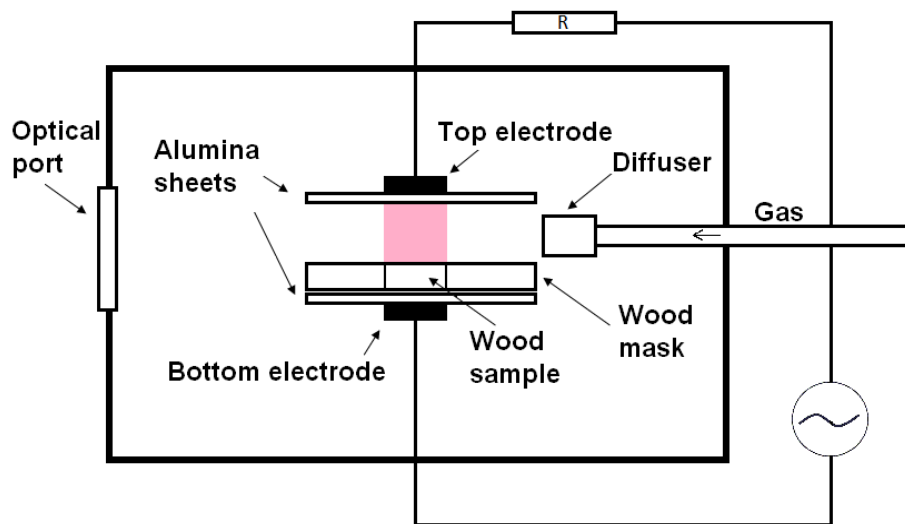 R
Optical
port
Alumina
sheets
Top electrode
Diffuser
Gas
Bottom electrode
Wood
sample
Wood
mask